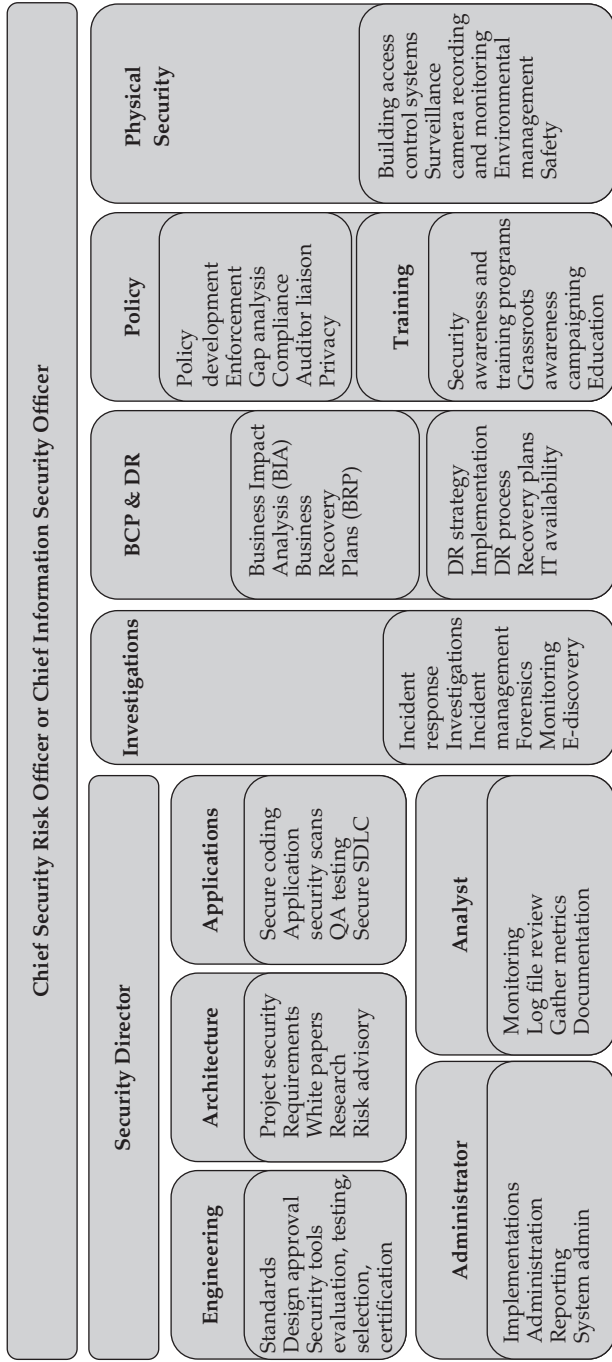 Chief Security Risk Officer or Chief Information Security Officer
Security Director
Engineering
Standards
Design approval
Security tools
evaluation, testing,
selection,
certification
Architecture
Project security
Requirements
White papers
Research
Risk advisory
Applications
Secure coding
Application
security scans
QA testing
Secure SDLC
Administrator
Implementations
Administration
Reporting
System admin
Analyst
Monitoring
Log file review
Gather metrics
Documentation
Investigations
Incident
response
Investigations
Incident
management
Forensics
Monitoring
E-discovery
BCP & DR
Business Impact
Analysis (BIA)
Business
Recovery
Plans (BRP)
DR strategy
Implementation
DR process
Recovery plans
IT availability
Policy
Policy
development
Enforcement
Gap analysis
Compliance
Auditor liaison
Privacy
Training
Security
awareness and
training programs
Grassroots
awareness
campaigning
Education
Physical
Security
Building access
control systems
Surveillance
camera recording
and monitoring
Environmental
management
Safety